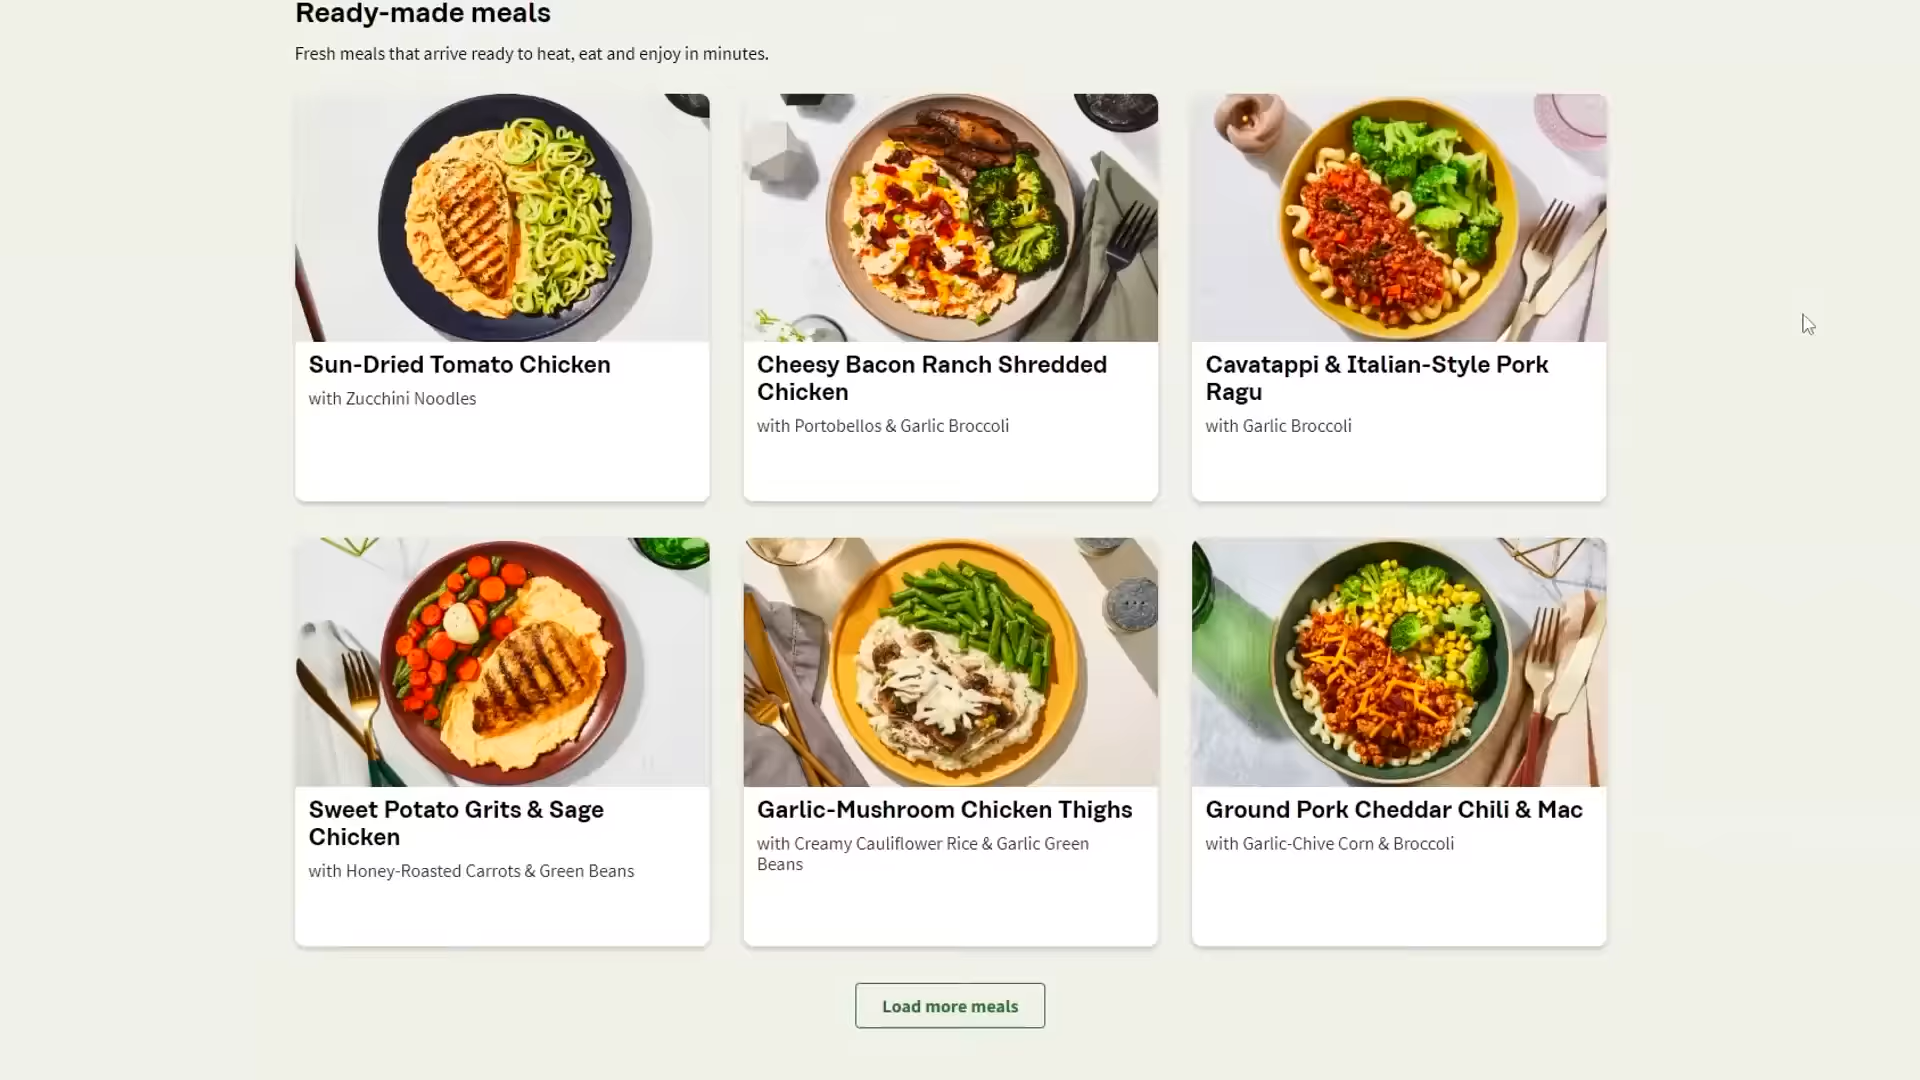 Ready-made meals
Fresh meals that arrive ready to heat, eat and enjoy in minutes.
Sun-Dried Tomato Chicken
with Zucchini Noodles
Cheesy Bacon Ranch Shredded
Chicken
with Portobellos & Garlic Broccoli
Cavatappi & Italian-Style Pork
Ragu
with Garlic Broccoli
Sweet Potato Grits & Sage
Chicken
with Honey-Roasted Carrots & Green Beans
Garlic-Mushroom Chicken Thighs
with Creamy Cauliflower Rice & Garlic Green
Beans
Ground Pork Cheddar Chili & Mac
with Garlic-Chive Corn & Broccoli
Load more meals